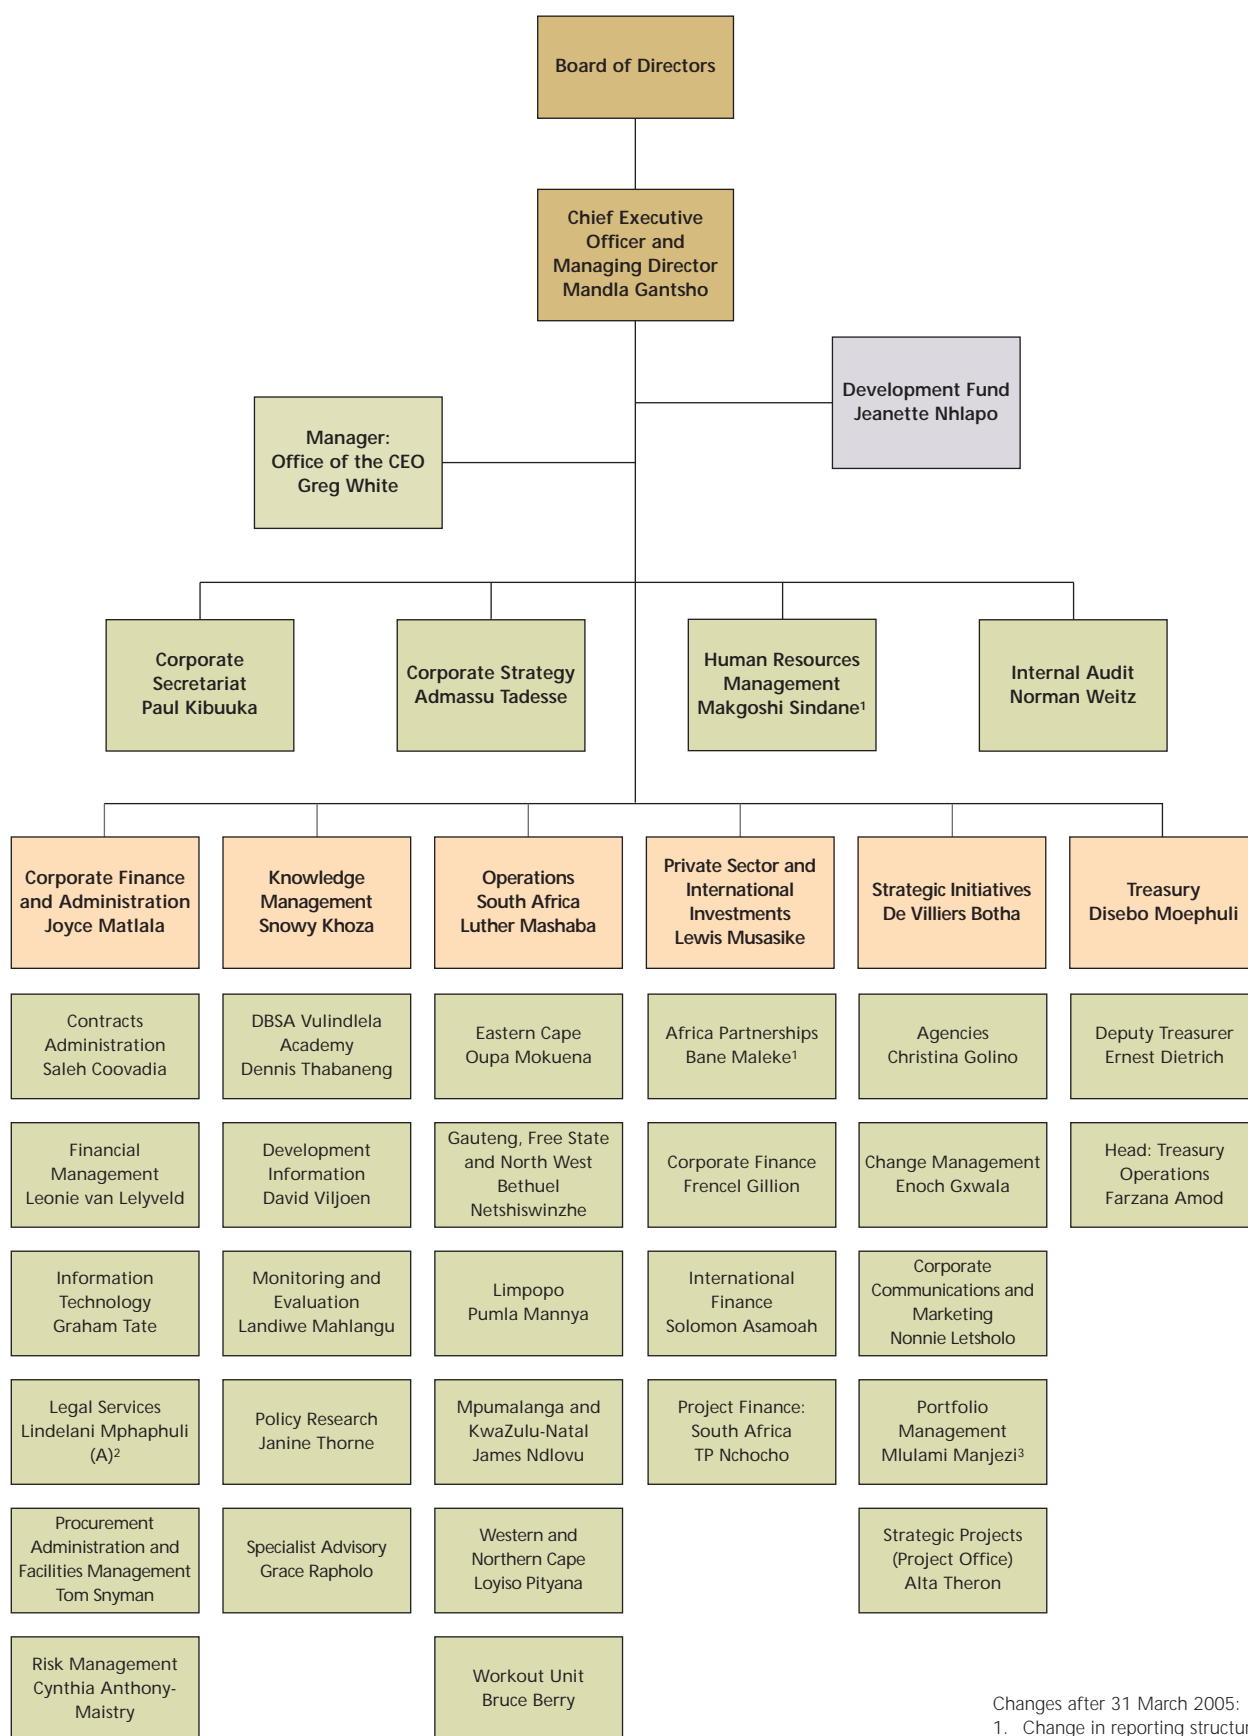 Board of Directors
Chief Executive
Officer and
Managing Director
Mandla Gantsho
Development Fund
Jeanette Nhlapo
Manager:
Office of the CEO
Greg White
Corporate
Secretariat
Paul Kibuuka
Corporate Strategy
Admassu Tadesse
Human Resources
Management
Makgoshi Sindane¹
Internal Audit
Norman Weitz
Corporate Finance
and Administration
Joyce Matlala
Knowledge
Management
Snowy Khoza
Operations
South Africa
Luther Mashaba
Private Sector and
International
Investments
Lewis Musasike
Strategic Initiatives
De Villiers Botha
Treasury
Disebo Moephuli
Contracts
Administration
Saleh Coovadia
DBSA Vulindlela
Academy
Dennis Thabaneng
Eastern Cape
Oupa Mokuena
Africa Partnerships
Bane Maleke¹
Agencies
Christina Golino
Deputy Treasurer
Ernest Dietrich
Financial
Management
Leonie van Lelyveld
Development
Information
David Viljoen
Gauteng, Free State
and North West
Bethuel
Netshiswinzhe
Corporate Finance
Frencel Gillion
Change Management
Enoch Gxwala
Head: Treasury
Operations
Farzana Amod
Information
Technology
Graham Tate
Monitoring and
Evaluation
Landiwe Mahlangu
Limpopo
Pumla Mannya
International
Finance
Solomon Asamoah
Corporate
Communications and
Marketing
Nonnie Letsholo
Legal Services
Lindelani Mphaphuli
(A)²
Policy Research
Janine Thorne
Mpumalanga and
KwaZulu-Natal
James Ndlovu
Project Finance:
South Africa
TP Nchocho
Portfolio
Management
Mlulami Manjezi³
Procurement
Administration and
Facilities Management
Tom Snyman
Specialist Advisory
Grace Rapholo
Western and
Northern Cape
Loyiso Pityana
Strategic Projects
(Project Office)
Alta Theron
Risk Management
Cynthia Anthony-
Maistry
Workout Unit
Bruce Berry
Changes after 31 March 2005:
1. Change in reporting